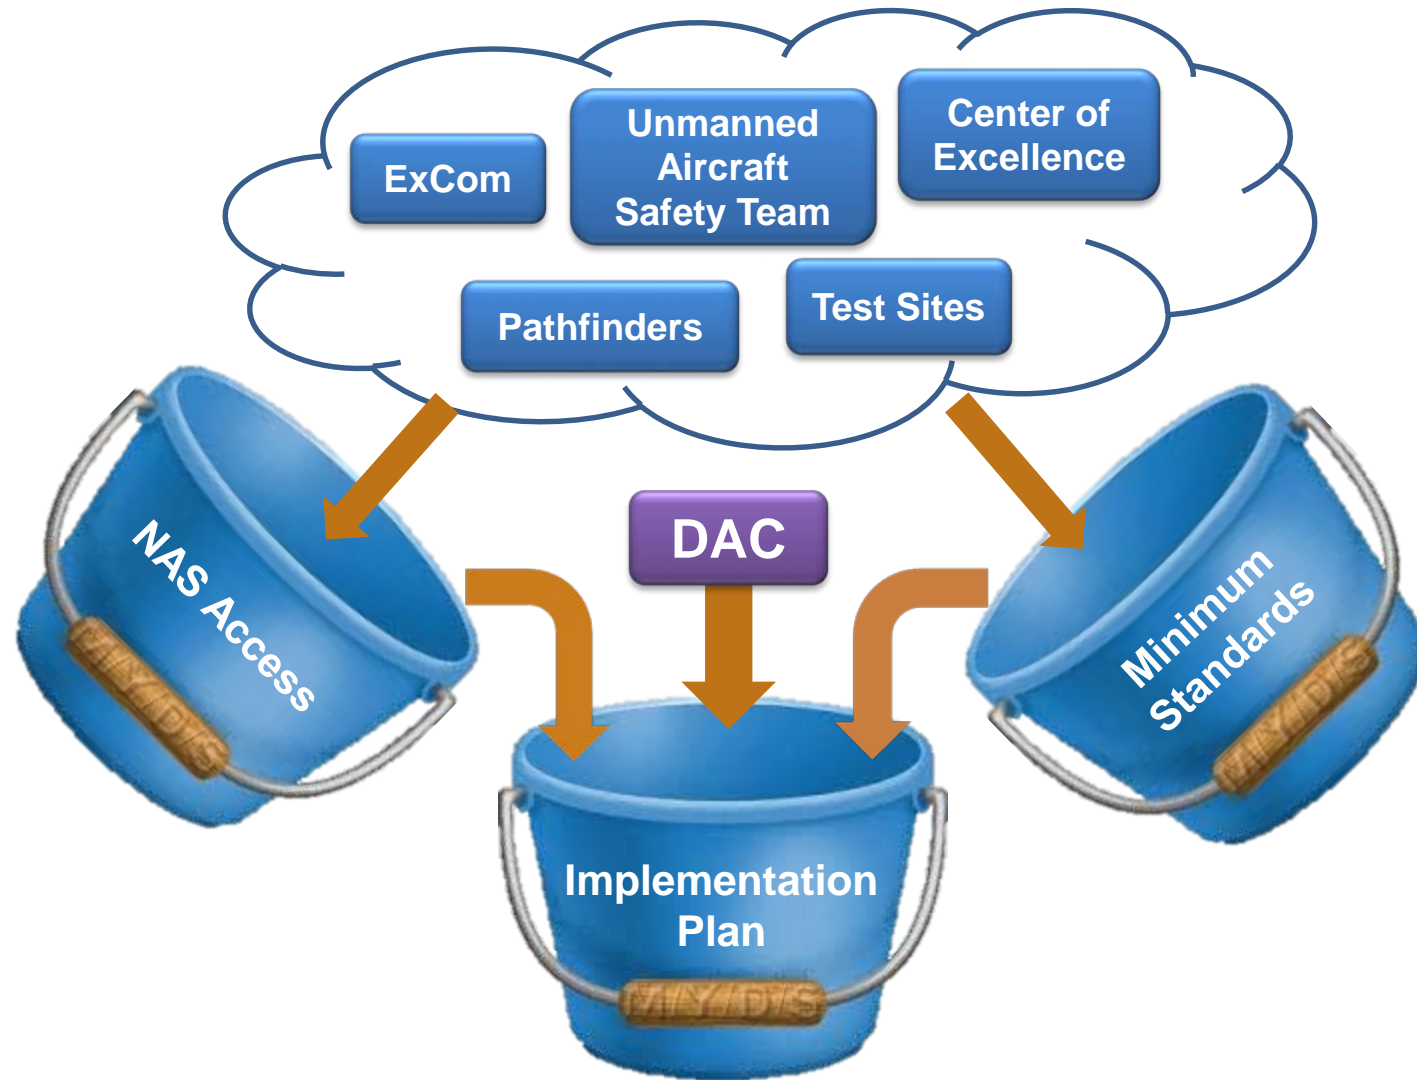 ExCom
Unmanned
Aircraft
Safety Team
Center of
Excellence
Pathfinders
Test Sites
DAC
NAS Access
Minimum
Standards
Implementation
Plan
M/Y/D/S
M/Y/D/S
M/Y/D/S